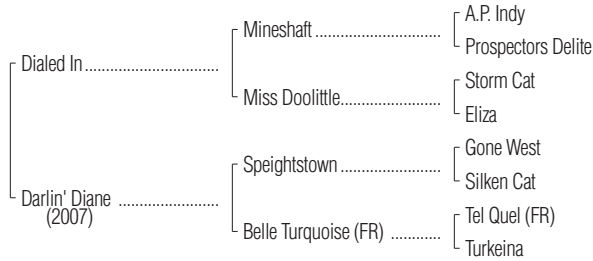 A.P. Indy
Mineshaft
Prospectors Delite
Dialed In
Storm Cat
Miss Doolittle
Eliza
Gone West
Speightstown
Silken Cat
Darlin' Diane
(2007)
Tel Quel (FR)
Belle Turquoise (FR)
Turkeina